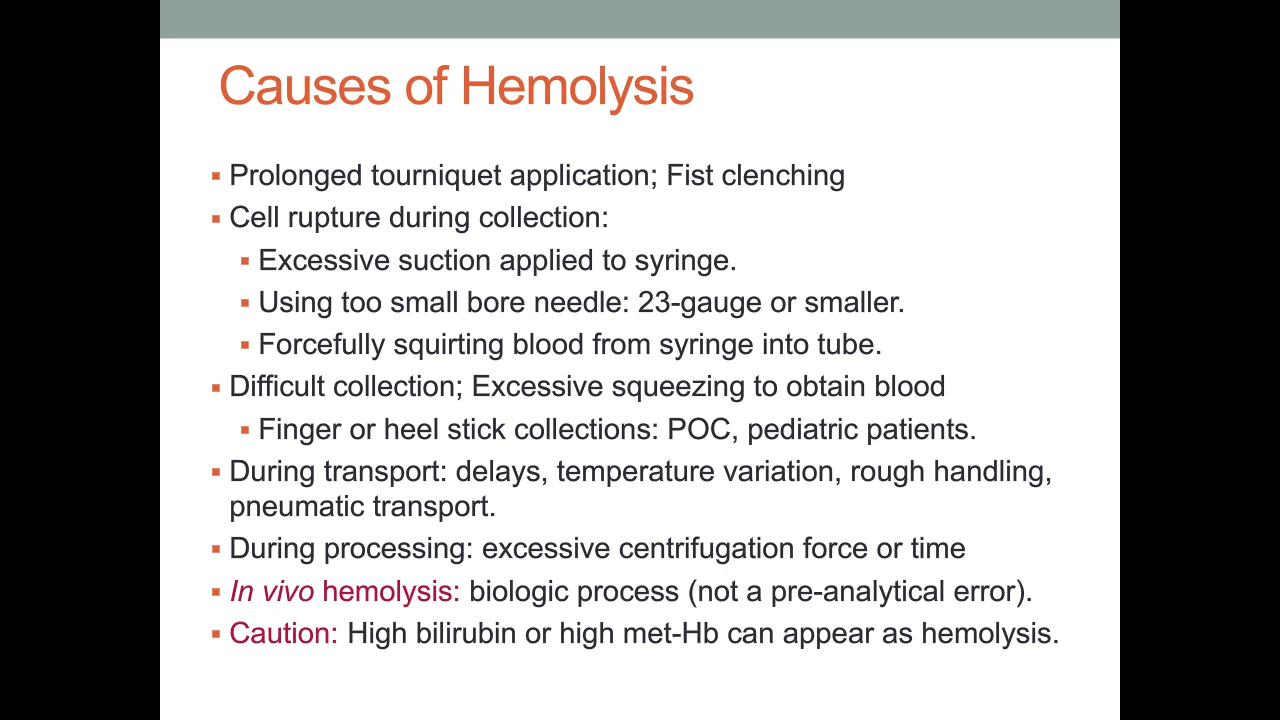 Causes of Hemolysis
▪ Prolonged tourniquet application; Fist clenching
▪ Cell rupture during collection:
▪ Excessive suction applied to syringe.
▪ Using too small bore needle: 23-gauge or smaller.
▪ Forcefully squirting blood from syringe into tube.
▪ Difficult collection; Excessive squeezing to obtain blood
▪ Finger or heel stick collections: POC, pediatric patients.
▪ During transport: delays, temperature variation, rough handling,
pneumatic transport.
▪ During processing: excessive centrifugation force or time
▪ In vivo hemolysis: biologic process (not a pre-analytical error).
▪ Caution: High bilirubin or high met-Hb can appear as hemolysis.